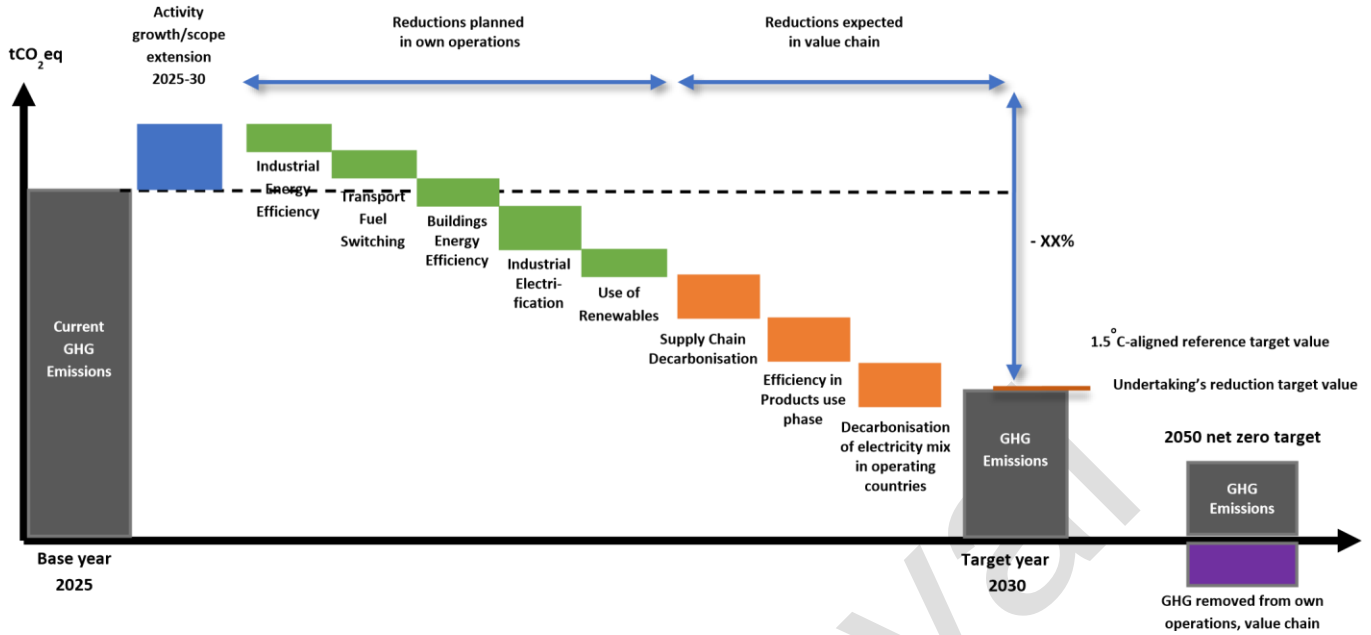 Activity
growth/scope
extension
2025-30
Reductions planned
in own operations
Reductions expected
in value chain
tCO2eq
Industrial
Energy
Efficiency
Transport
Fuel
Switching
Buildings
Energy
Efficiency
Industrial
Electri-
fication
Use of
Renewables
Supply Chain
Decarbonisation
Efficiency in
Products use
phase
Decarbonisation
of electricity mix
in operating
countries
- XX%
Current
GHG
Emissions
1.5°C-aligned reference target value
Undertaking's reduction target value
GHG
Emissions
2050 net zero target
GHG
Emissions
Base year
2025
Target year
2030
GHG removed from own
operations, value chain